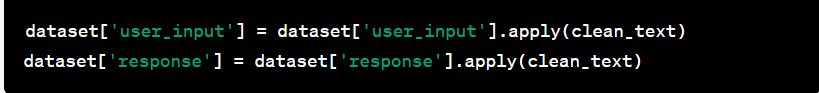 dataset['user_input'] = dataset['user_input'].apply(clean_text)
dataset['response'] = dataset['response'].apply(clean_text)